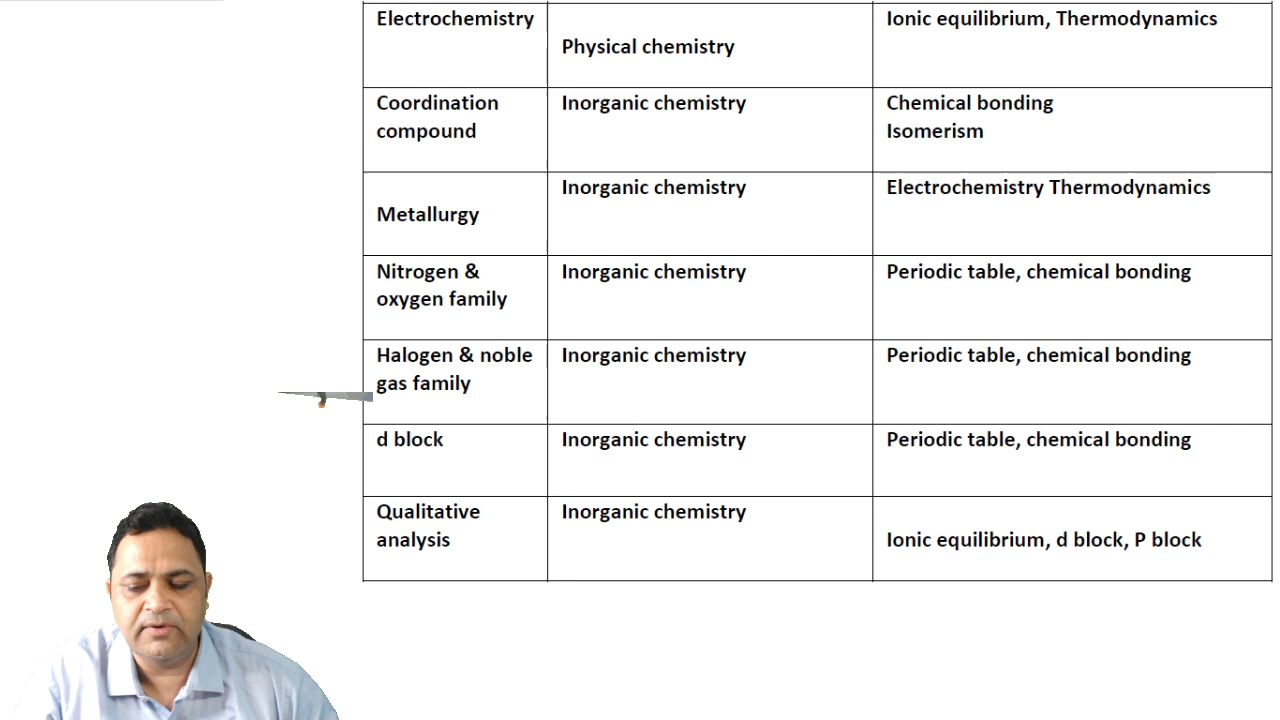 Electrochemistry
Physical chemistry
Ionic equilibrium, Thermodynamics
Coordination
compound
Inorganic chemistry
Chemical bonding
Isomerism
Metallurgy
Inorganic chemistry
Electrochemistry Thermodynamics
Nitrogen &
oxygen family
Inorganic chemistry
Periodic table, chemical bonding
Halogen & noble
gas family
Inorganic chemistry
Periodic table, chemical bonding
d block
Inorganic chemistry
Periodic table, chemical bonding
Qualitative
analysis
Inorganic chemistry
Ionic equilibrium, d block, P block